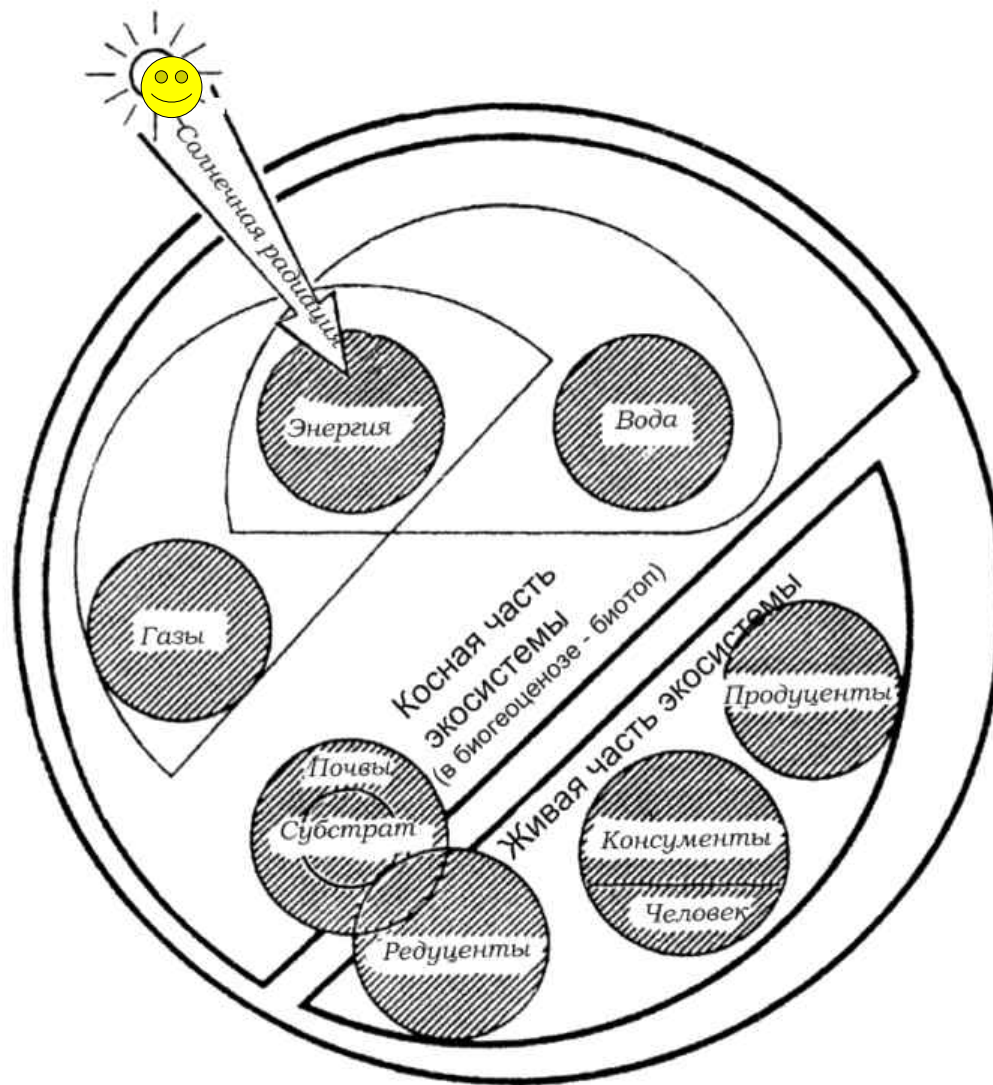 Солнечная радиация
Энергия
Вода
Газы
Косная часть
экосистемы
(в биогеоценозе - биотоп)
Живая часть экосистемы
Продуценты
Почвы
Субстрат
Консументы
Человек
Редуценты